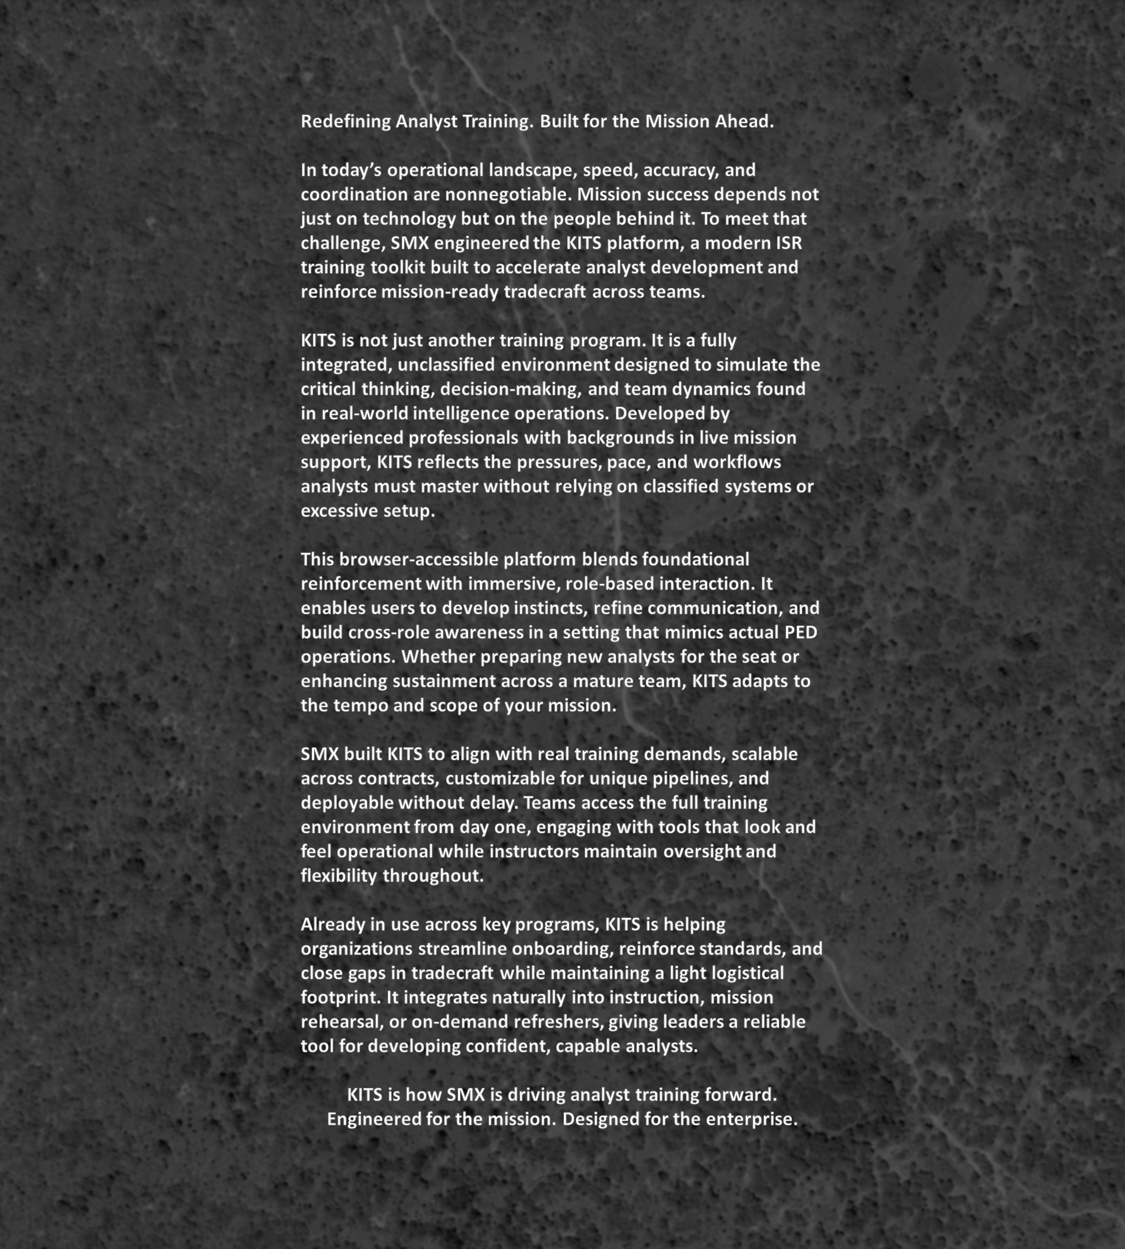 Redefining Analyst Training. Built for the Mission Ahead.
In today’s operational landscape, speed, accuracy, and
coordination are nonnegotiable. Mission success depends not
just on technology but on the people behind it. To meet that
challenge, SMX engineered the KITS platform, a modern ISR
training toolkit built to accelerate analyst development and
reinforce mission-ready tradecraft across teams.
KITS is not just another training program. It is a fully
integrated, unclassified environment designed to simulate the
critical thinking, decision-making, and team dynamics found
in real-world intelligence operations. Developed by
experienced professionals with backgrounds in live mission
support, KITS reflects the pressures, pace, and workflows
analysts must master without relying on classified systems or
excessive setup.
This browser-accessible platform blends foundational
reinforcement with immersive, role-based interaction. It
enables users to develop instincts, refine communication, and
build cross-role awareness in a setting that mimics actual PED
operations. Whether preparing new analysts for the seat or
enhancing sustainment across a mature team, KITS adapts to
the tempo and scope of your mission.
SMX built KITS to align with real training demands, scalable
across contracts, customizable for unique pipelines, and
deployable without delay. Teams access the full training
environment from day one, engaging with tools that look and
feel operational while instructors maintain oversight and
flexibility throughout.
Already in use across key programs, KITS is helping
organizations streamline onboarding, reinforce standards, and
close gaps in tradecraft while maintaining a light logistical
footprint. It integrates naturally into instruction, mission
rehearsal, or on-demand refreshers, giving leaders a reliable
tool for developing confident, capable analysts.
KITS is how SMX is driving analyst training forward.
Engineered for the mission. Designed for the enterprise.